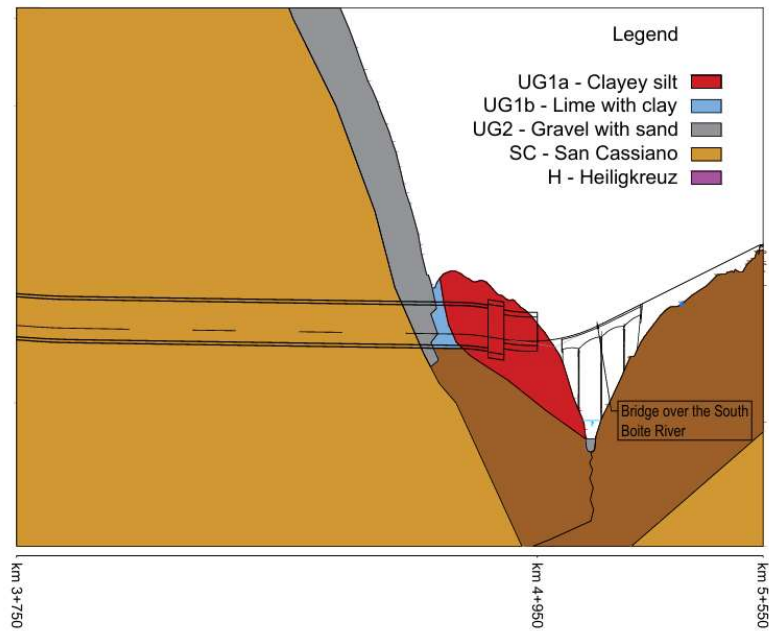 Legend
UG1a - Clayey silt
UG1b - Lime with clay
UG2 - Gravel with sand
SC - San Cassiano
H - Heiligkreuz
Bridge over the South
Boite River
km 3+750
km 4+950
km 5+550